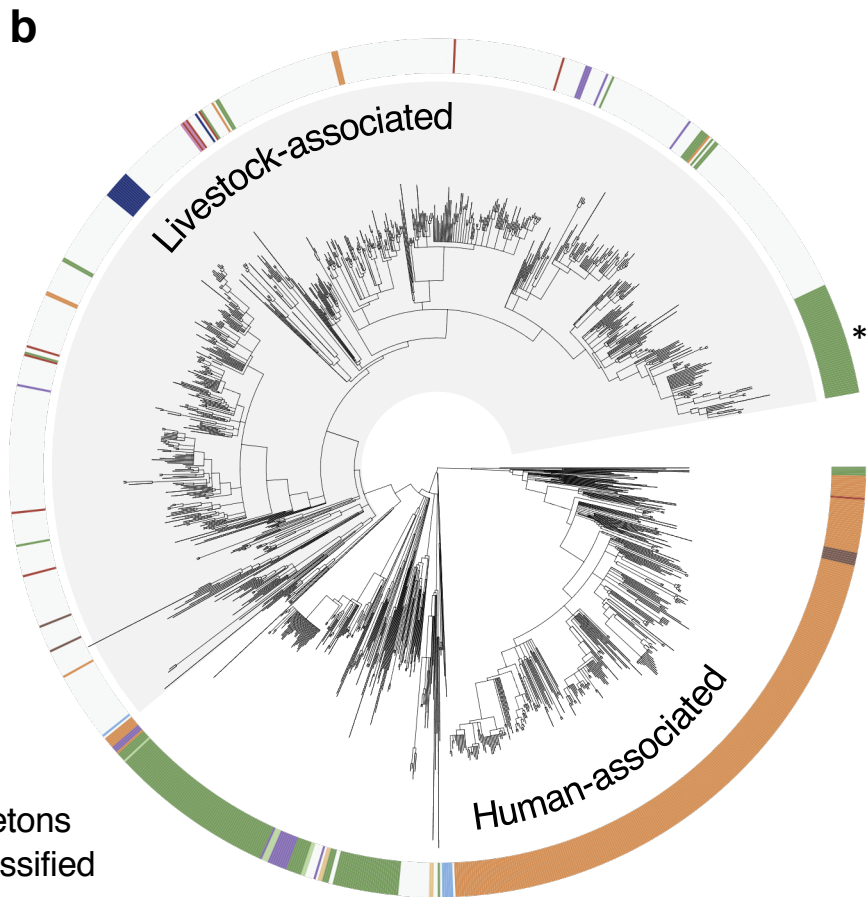 b
Livestock-associated
*
Human-associated
etons
ssified